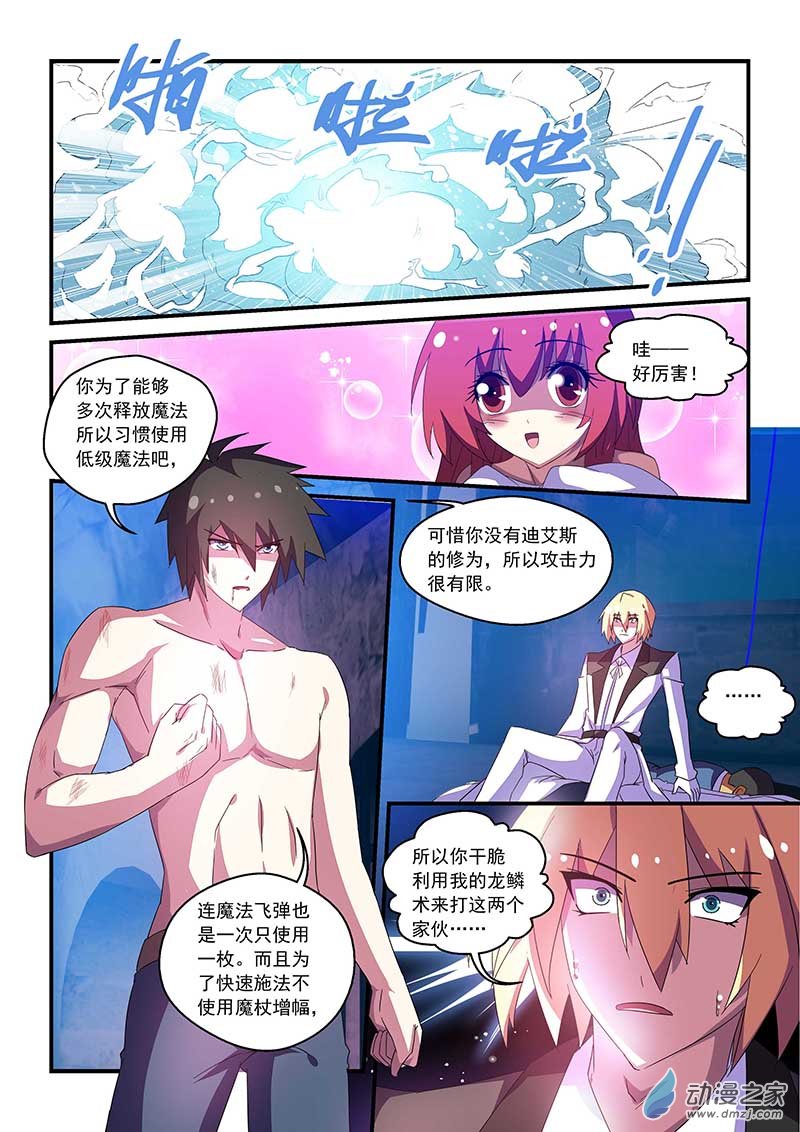 啪
啦
啦
!!
哇——
好厉害！
你为了能够
多次释放魔法
所以习惯使用
低级魔法吧，
可惜你没有迪艾斯
的修为，所以攻击力
很有限。
……
连魔法飞弹也
是一次只使用
一枚。而且为
了快速施法不
使用魔杖增幅，
所以你干脆
利用我的龙鳞
术来打这两个
家伙……
动漫之家
www.dmzj.com